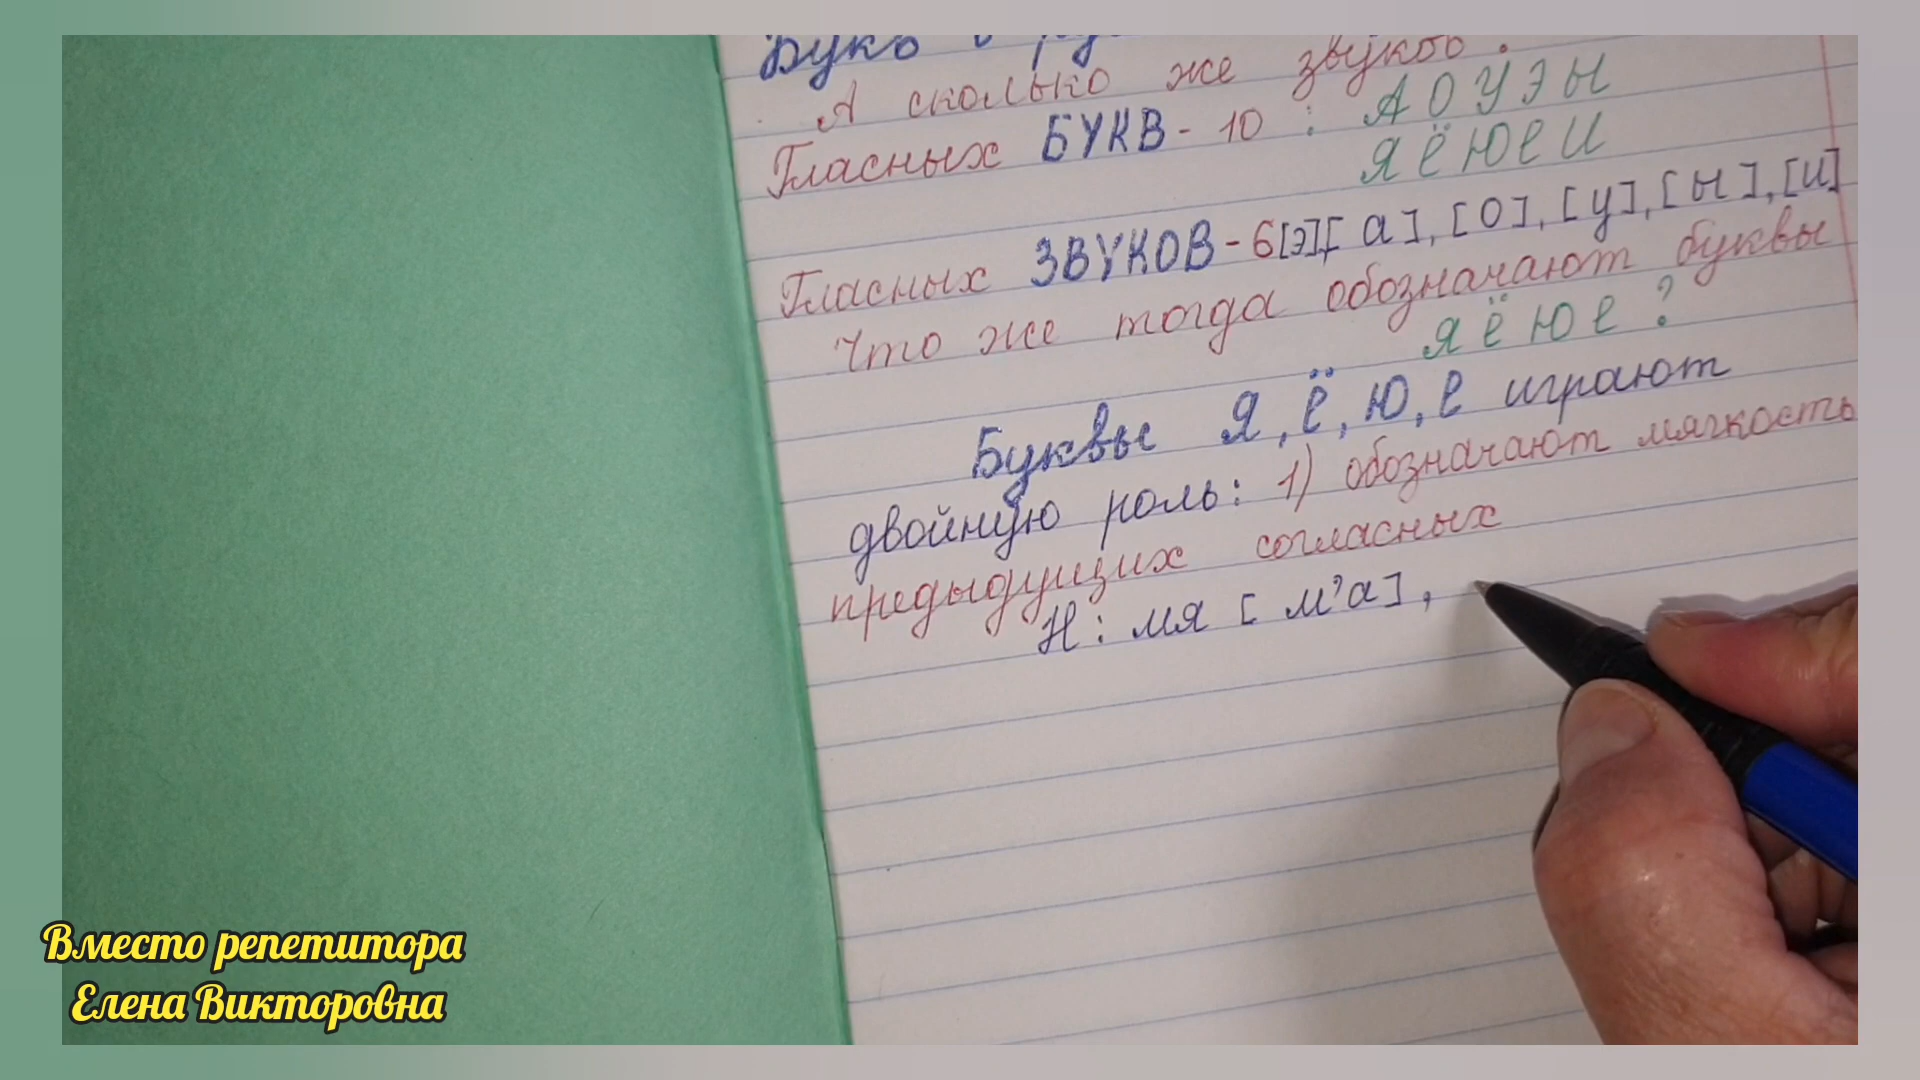 Букв в
А сколько же звуков?
Гласных БУКВ - 10 : А О У Э Ы
Я Ё Ю Е И
Гласных ЗВУКОВ - 6 [э][а], [о], [у], [ы], [и]
Что же тогда обозначают буквы
Я Ё Ю Е ?
Буквы Я, Ё, Ю, Е играют
двойную роль: 1) обозначают мягкость
предыдущих согласных
Н: мя [м'а],
Вместо репетитора
Елена Викторовна